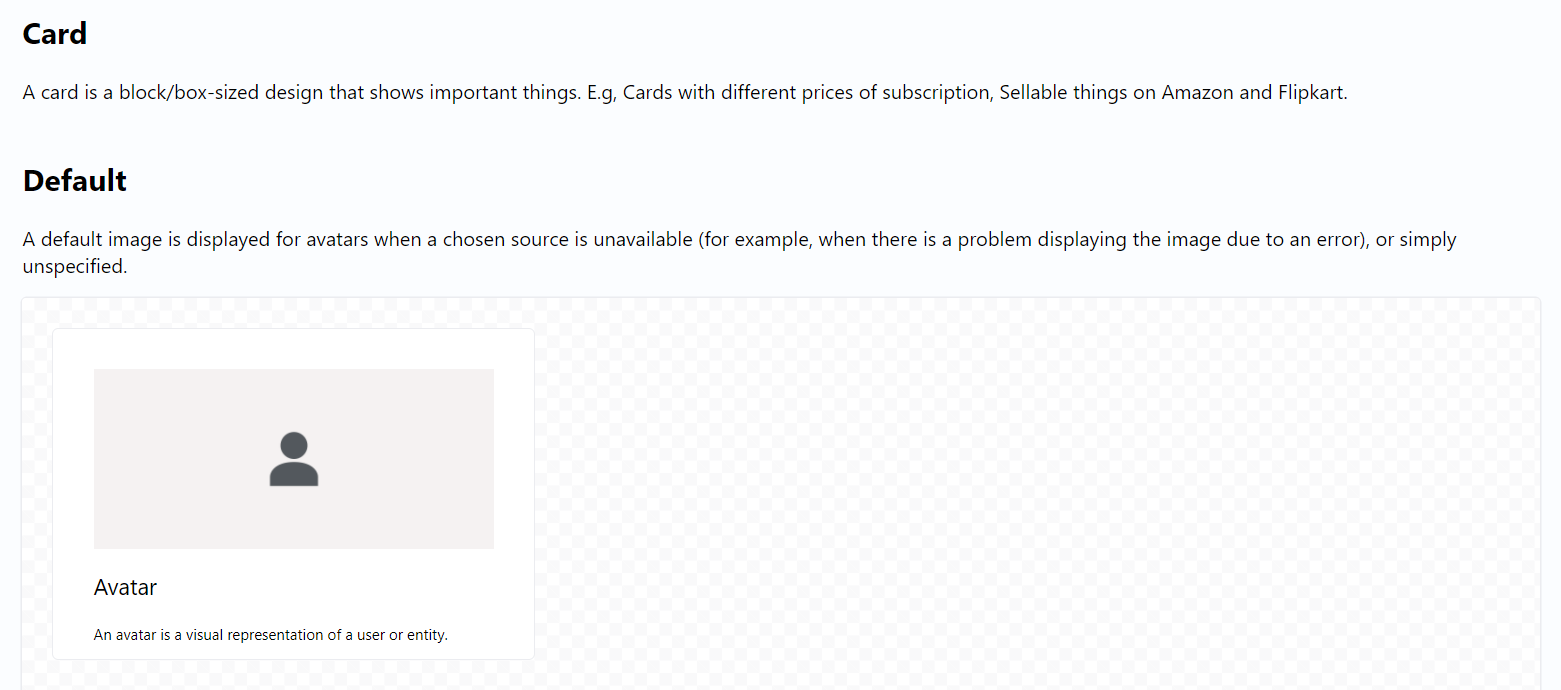 Card
A card is a block/box-sized design that shows important things. E.g, Cards with different prices of subscription, Sellable things on Amazon and Flipkart.
Default
A default image is displayed for avatars when a chosen source is unavailable (for example, when there is a problem displaying the image due to an error), or simply
unspecified.
Avatar
An avatar is a visual representation of a user or entity.